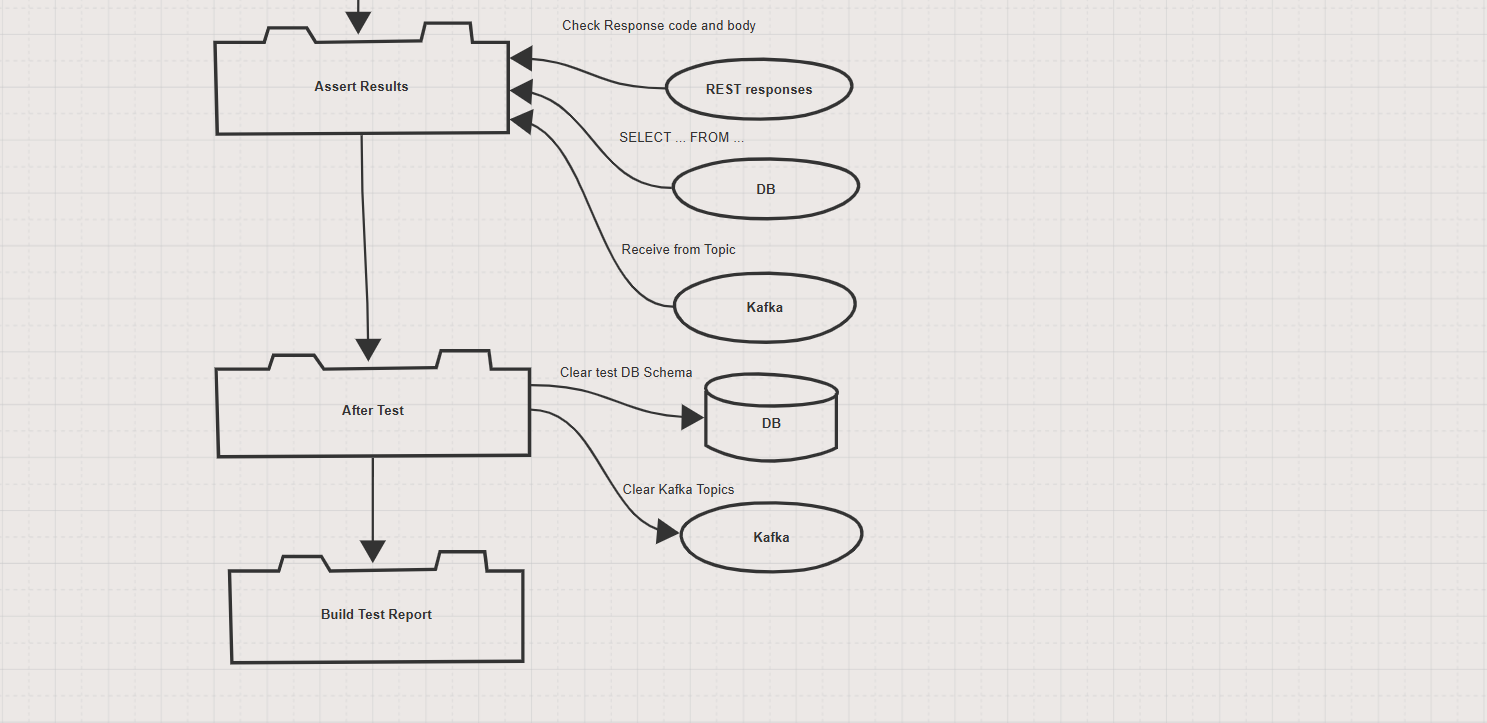 Check Response code and body
Assert Results
REST responses
SELECT ... FROM ...
DB
Receive from Topic
Kafka
Clear test DB Schema
After Test
DB
Clear Kafka Topics
Kafka
Build Test Report